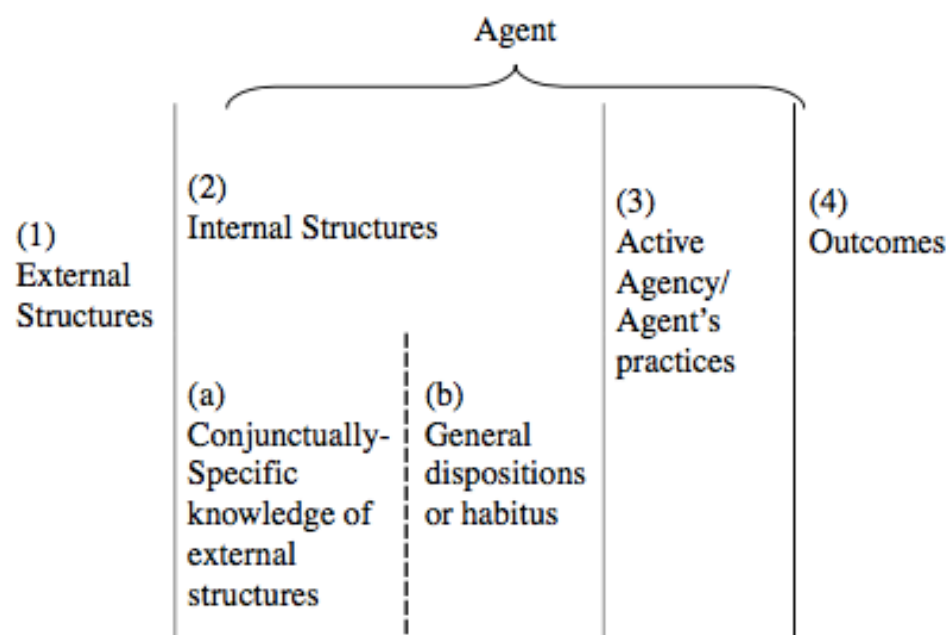 Agent
(1)
External
Structures
(2)
Internal Structures
(a)
Conjunctually-
Specific
knowledge of
external
structures
(b)
General
dispositions
or habitus
(3)
Active
Agency/
Agent's
practices
(4)
Outcomes